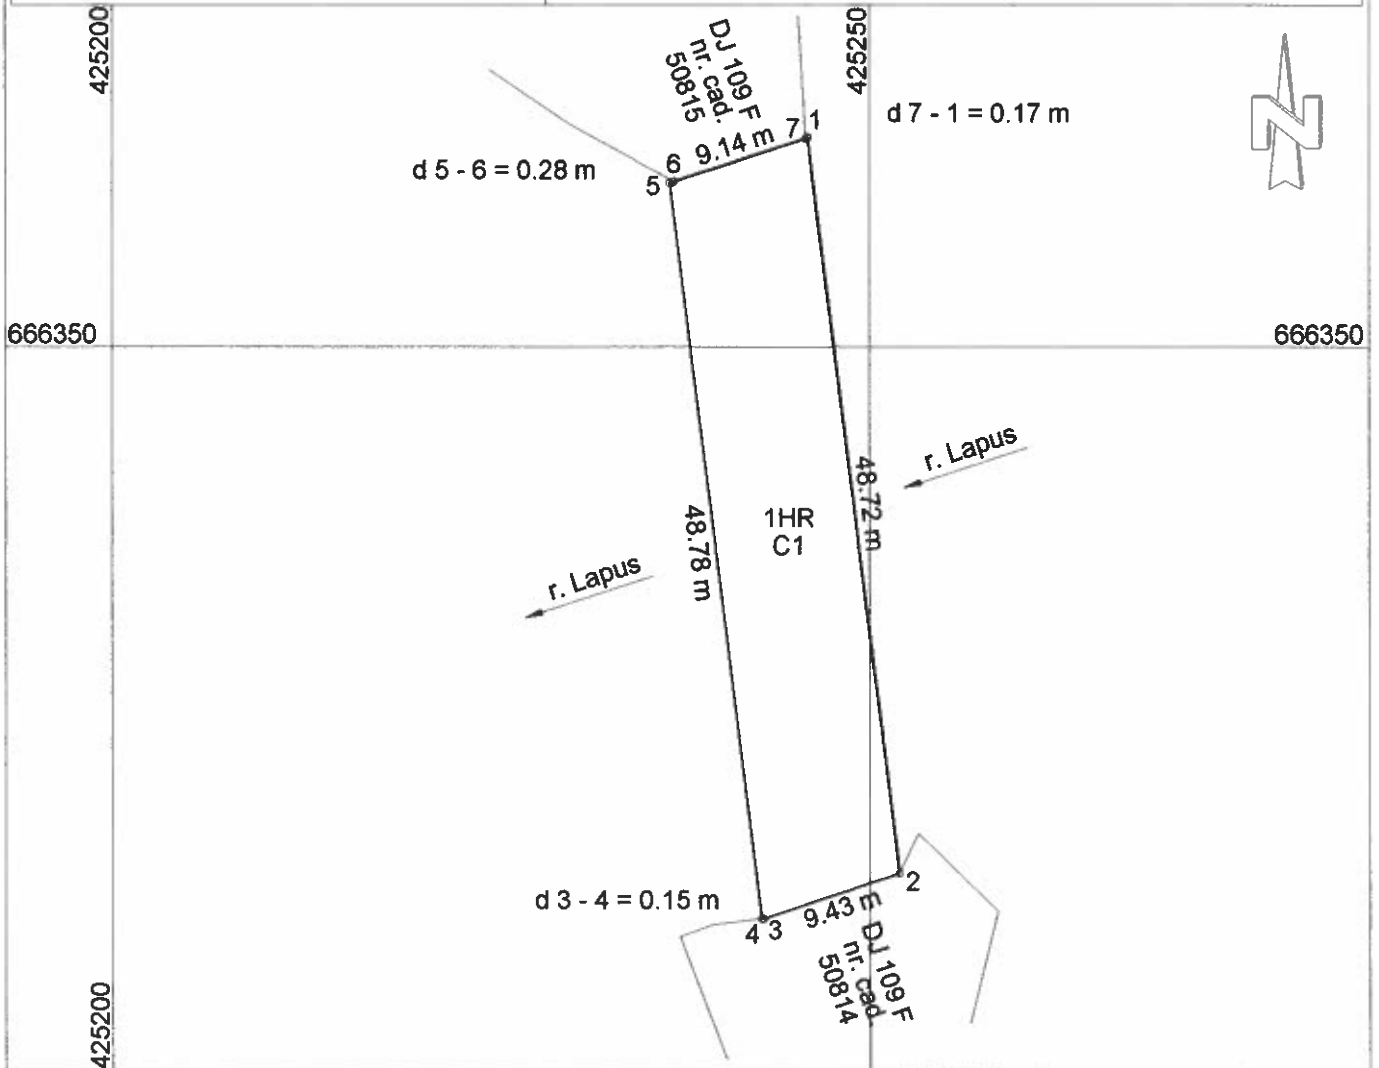 425200
425250
DJ 109 F
nr. cad.
50815
N
d 7 - 1 = 0.17 m
7 1
9.14 m
6
d 5 - 6 = 0.28 m
5
666350
666350
r. Lapus
48.72 m
1HR
C1
48.78 m
r. Lapus
2
d 3 - 4 = 0.15 m
9.43 m
4 3
DJ 109 F
nr. cad.
50814
425200